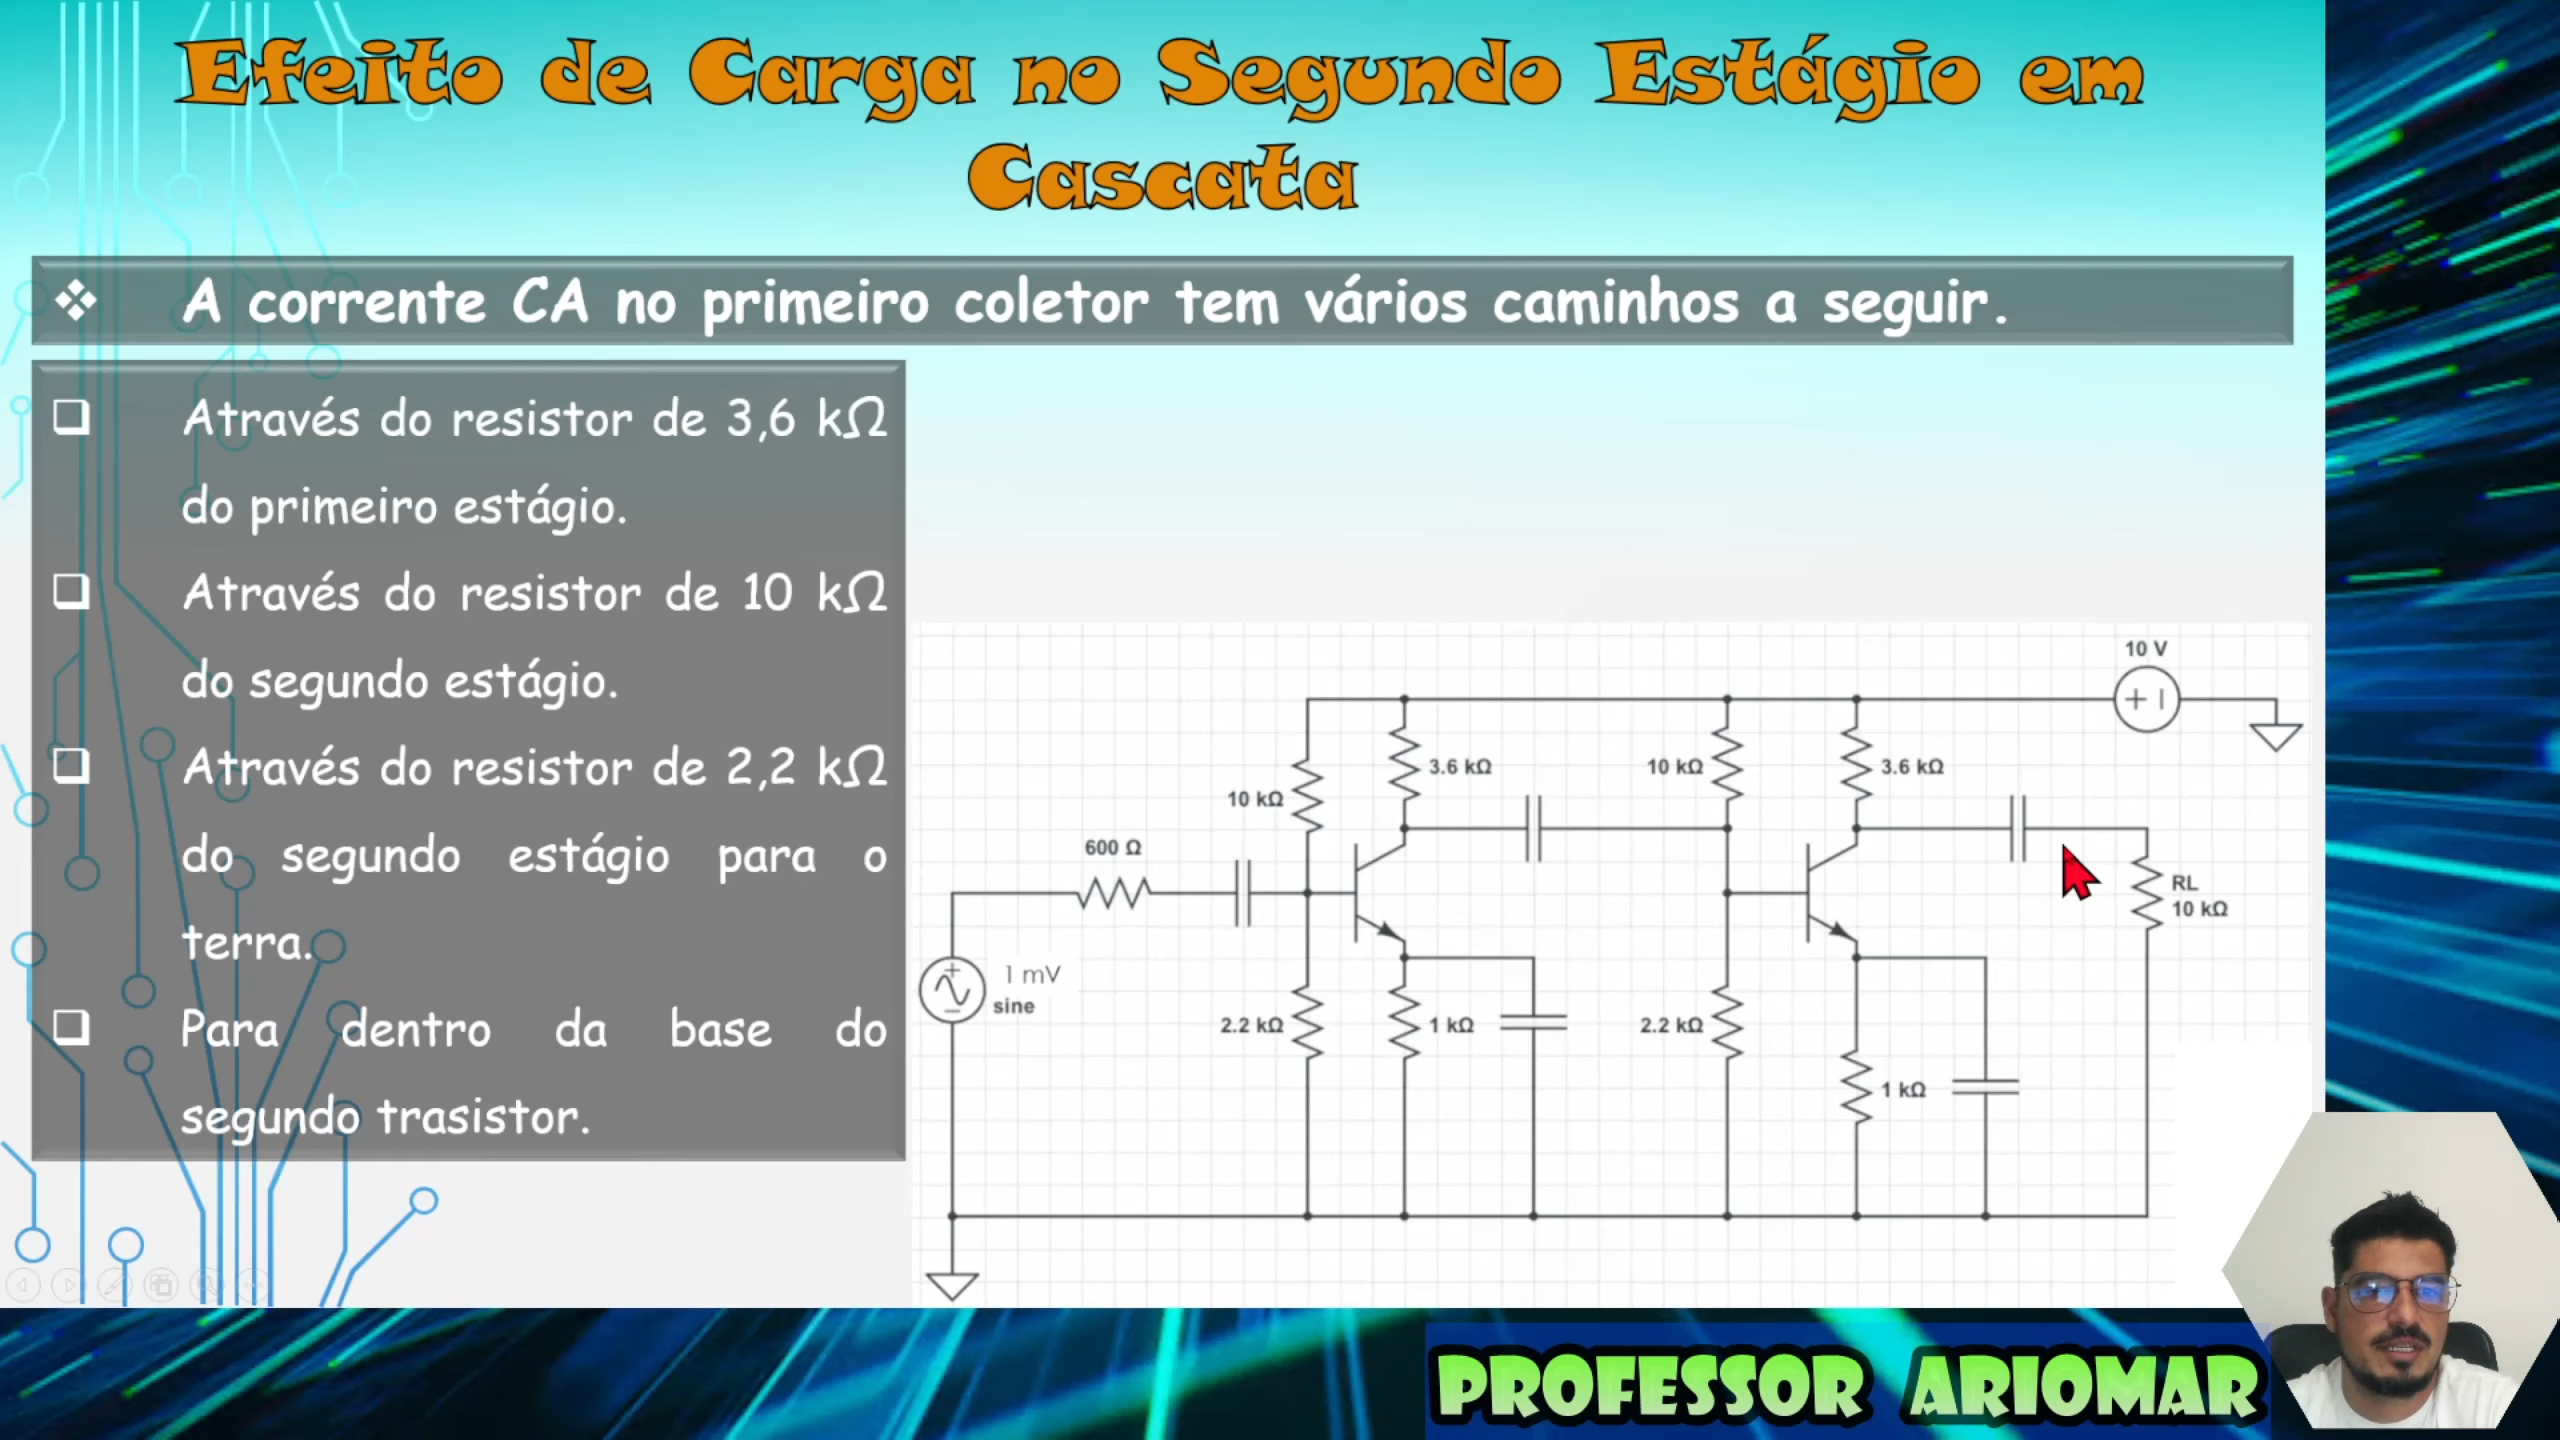 Efeito de Carga no Segundo Estágio em
Cascata
❖ A corrente CA no primeiro coletor tem vários caminhos a seguir.
❑ Através do resistor de 3,6 kΩ
do primeiro estágio.
❑ Através do resistor de 10 kΩ
do segundo estágio.
❑ Através do resistor de 2,2 kΩ
do segundo estágio para o
terra.
❑ Para dentro da base do
segundo trasistor.
10 V
3.6 kΩ
10 kΩ
3.6 kΩ
10 kΩ
600 Ω
RL
10 kΩ
1 mV
sine
2.2 kΩ
1 kΩ
2.2 kΩ
1 kΩ
PROFESSOR ARIOMAR